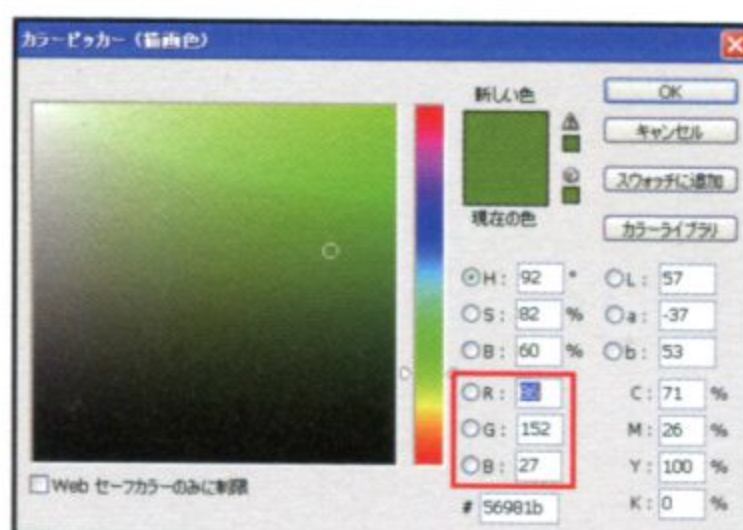 カラーピッカー（描画色）
新しい色
現在の色
OK
キャンセル
スウォッチに追加
カラーライブラリ
H： 92 °
S： 82 %
B： 60 %
R： 86
G： 152
B： 27
# 56981b
L： 57
a： -37
b： 53
C： 71 %
M： 26 %
Y： 100 %
K： 0 %
Web セーフカラーのみに制限